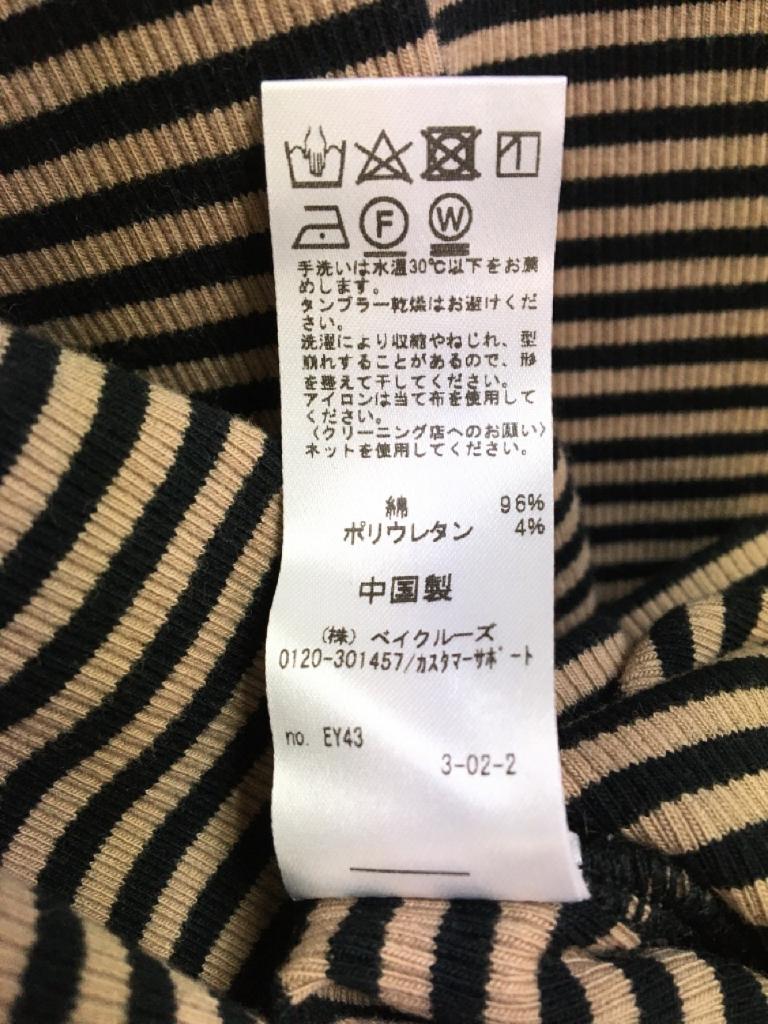 F W
手洗いは水温30℃以下をお薦
めします。
タンブラー乾燥はお避けくだ
さい。
洗濯により収縮やねじれ、型
崩れすることがあるので、形
を整えて干してください。
アイロンは当て布を使用して
ください。
〈クリーニング店へのお願い〉
ネットを使用してください。
綿 96%
ポリウレタン 4%
中国製
(株) ベイクルーズ
0120-301457/カスタマーサポート
no. EY43
3-02-2